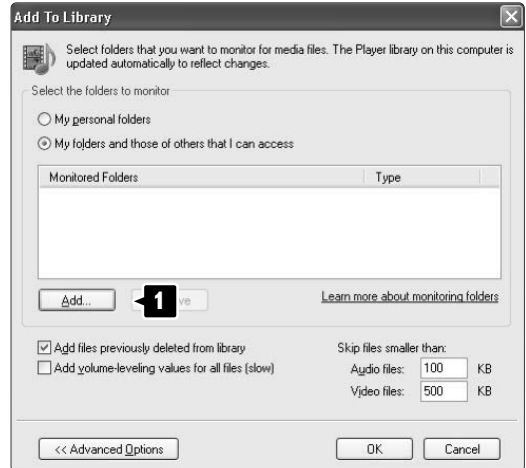 Add To Library
Select folders that you want to monitor for media files. The Player library on this computer is
updated automatically to reflect changes.
Select the folders to monitor
My personal folders
My folders and those of others that I can access
Monitored Folders Type
Add... 1 Learn more about monitoring folders
Add files previously deleted from library
Add volume-leveling values for all files (slow)
Skip files smaller than:
Audio files: 100 KB
Video files: 500 KB
<< Advanced Options OK Cancel